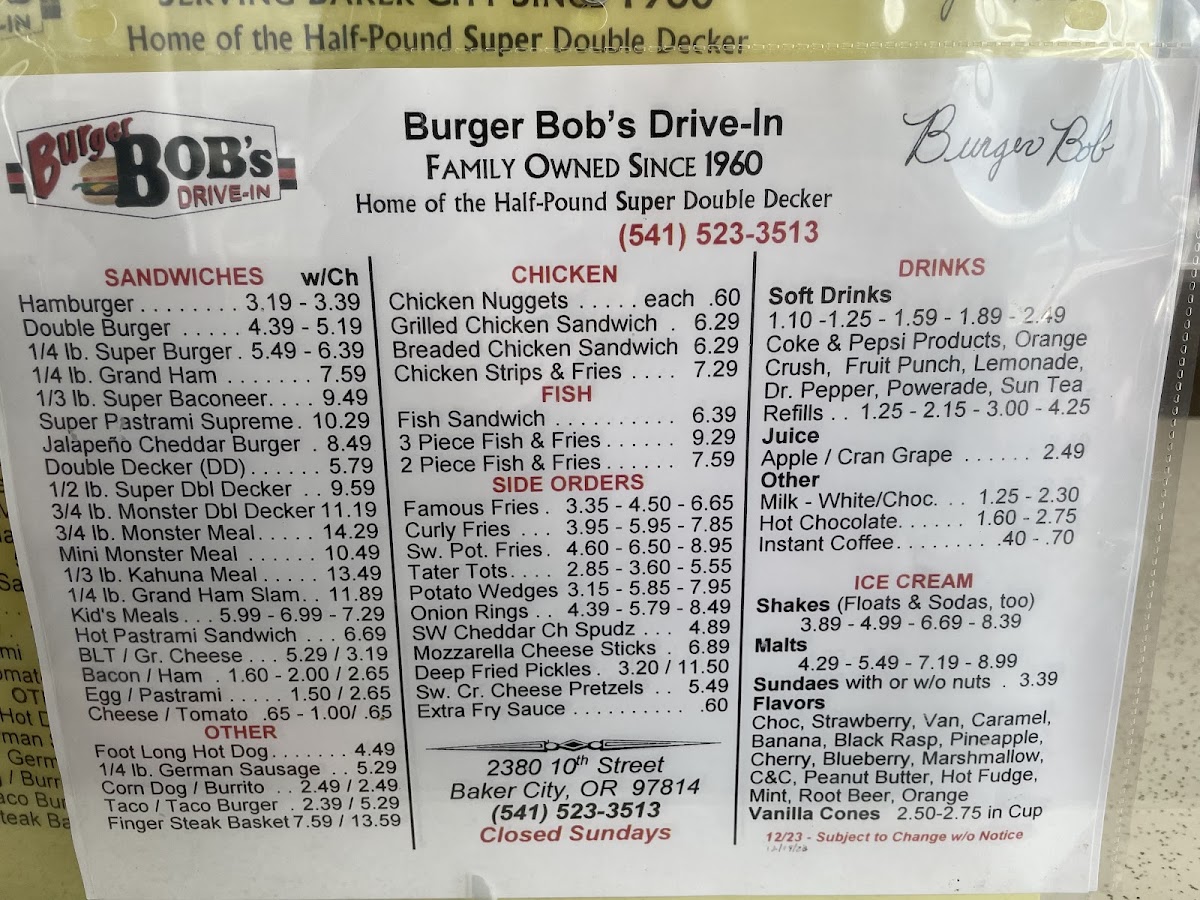 SERVING BAKER CITY SINCE 1960
Home of the Half-Pound Super Double Decker
Burger BOB's
DRIVE-IN
Burger Bob's Drive-In
FAMILY OWNED SINCE 1960
Home of the Half-Pound Super Double Decker
(541) 523-3513
Burger Bob
SANDWICHES w/Ch
Hamburger . . . . . . . . 3.19 - 3.39
Double Burger . . . . . 4.39 - 5.19
1/4 lb. Super Burger . 5.49 - 6.39
1/4 lb. Grand Ham . . . . . . . 7.59
1/3 lb. Super Baconeer. . . . 9.49
Super Pastrami Supreme. 10.29
Jalapeño Cheddar Burger . 8.49
Double Decker (DD). . . . . . 5.79
1/2 lb. Super Dbl Decker . . 9.59
3/4 lb. Monster Dbl Decker 11.19
3/4 lb. Monster Meal. . . . . 14.29
Mini Monster Meal . . . . . . 10.49
1/3 lb. Kahuna Meal . . . . . 13.49
1/4 lb. Grand Ham Slam. . 11.89
Kid's Meals . . . 5.99 - 6.99 - 7.29
Hot Pastrami Sandwich . . . 6.69
BLT / Gr. Cheese . . . 5.29 / 3.19
Bacon / Ham . 1.60 - 2.00 / 2.65
Egg / Pastrami . . . . . 1.50 / 2.65
Cheese / Tomato .65 - 1.00/ .65
OTHER
Foot Long Hot Dog. . . . . . . . 4.49
1/4 lb. German Sausage . . 5.29
Corn Dog / Burrito . . 2.49 / 2.49
Taco / Taco Burger . 2.39 / 5.29
Finger Steak Basket 7.59 / 13.59
CHICKEN
Chicken Nuggets . . . . . each .60
Grilled Chicken Sandwich . 6.29
Breaded Chicken Sandwich 6.29
Chicken Strips & Fries . . . . 7.29
FISH
Fish Sandwich . . . . . . . . . . 6.39
3 Piece Fish & Fries . . . . . . 9.29
2 Piece Fish & Fries . . . . . . 7.59
SIDE ORDERS
Famous Fries . 3.35 - 4.50 - 6.65
Curly Fries . . . 3.95 - 5.95 - 7.85
Sw. Pot. Fries. 4.60 - 6.50 - 8.95
Tater Tots. . . . 2.85 - 3.60 - 5.55
Potato Wedges 3.15 - 5.85 - 7.95
Onion Rings . . 4.39 - 5.79 - 8.49
SW Cheddar Ch Spudz . . . 4.89
Mozzarella Cheese Sticks . 6.89
Deep Fried Pickles . 3.20 / 11.50
Sw. Cr. Cheese Pretzels . . 5.49
Extra Fry Sauce . . . . . . . . . . .60
2380 10th Street
Baker City, OR 97814
(541) 523-3513
Closed Sundays
DRINKS
Soft Drinks
1.10 -1.25 - 1.59 - 1.89 - 2.49
Coke & Pepsi Products, Orange
Crush, Fruit Punch, Lemonade,
Dr. Pepper, Powerade, Sun Tea
Refills . . 1.25 - 2.15 - 3.00 - 4.25
Juice
Apple / Cran Grape . . . . . . 2.49
Other
Milk - White/Choc. . . 1.25 - 2.30
Hot Chocolate. . . . . . 1.60 - 2.75
Instant Coffee. . . . . . . . . .40 - .70
ICE CREAM
Shakes (Floats & Sodas, too)
3.89 - 4.99 - 6.69 - 8.39
Malts
4.29 - 5.49 - 7.19 - 8.99
Sundaes with or w/o nuts . 3.39
Flavors
Choc, Strawberry, Van, Caramel,
Banana, Black Rasp, Pineapple,
Cherry, Blueberry, Marshmallow,
C&C, Peanut Butter, Hot Fudge,
Mint, Root Beer, Orange
Vanilla Cones 2.50-2.75 in Cup
12/23 - Subject to Change w/o Notice